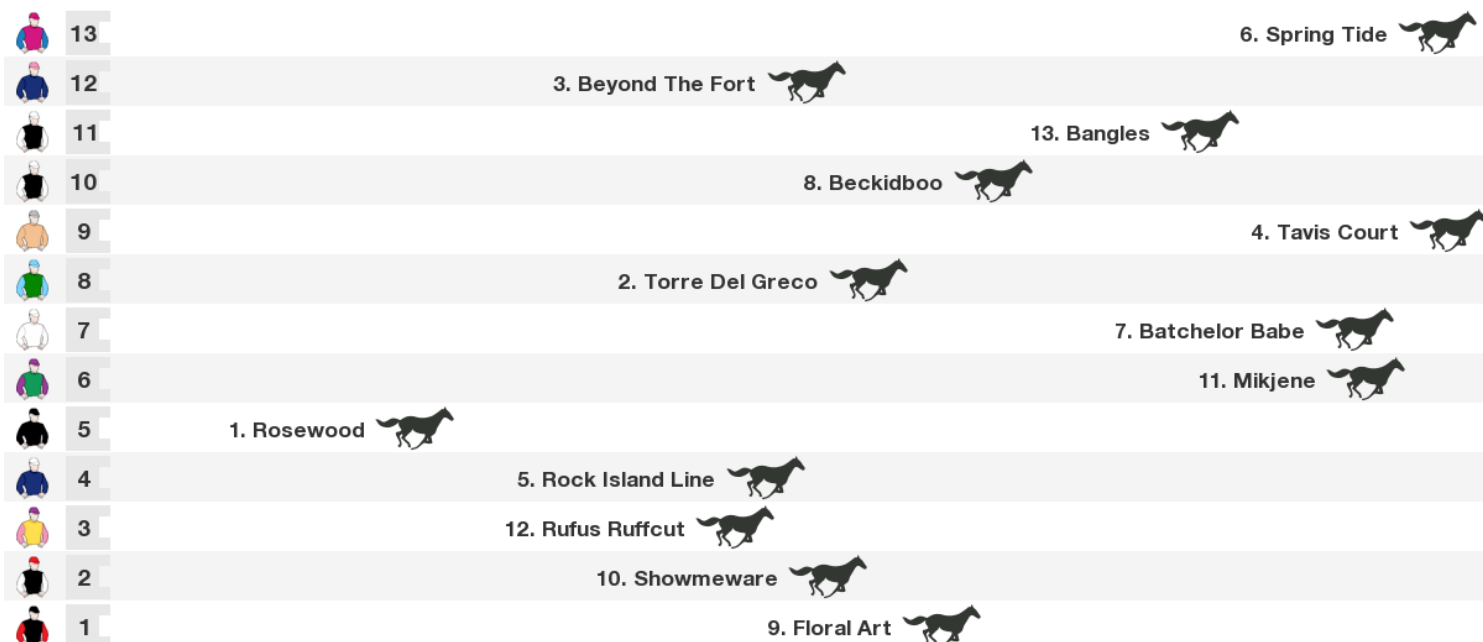 13 6. Spring Tide
12 3. Beyond The Fort
11 13. Bangles
10 8. Beckidboo
9 4. Tavis Court
8 2. Torre Del Greco
7 7. Batchelor Babe
6 11. Mikjene
5 1. Rosewood
4 5. Rock Island Line
3 12. Rufus Ruffcut
2 10. Showmeware
1 9. Floral Art